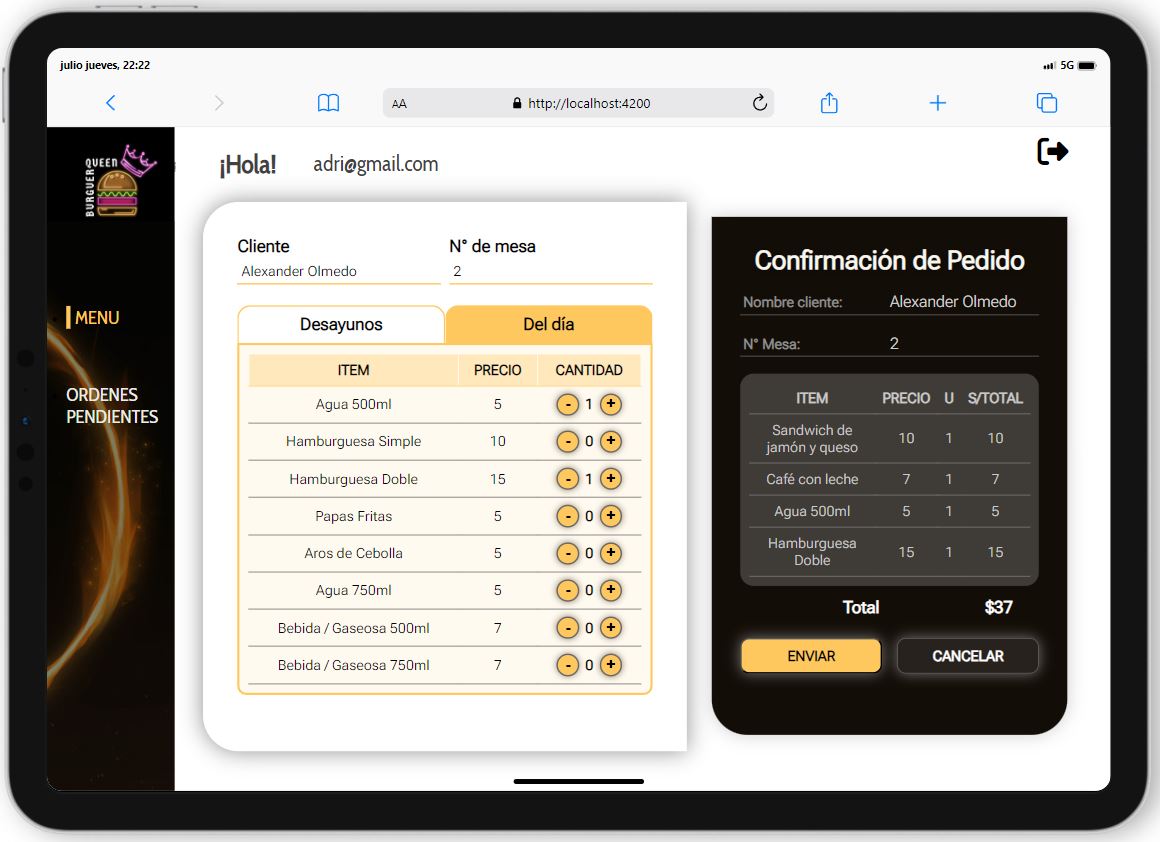 julio jueves, 22:22
5G
AA
http://localhost:4200
BURGUER QUEEN
¡Hola!
adri@gmail.com
MENU
ORDENES
PENDIENTES
Cliente
N° de mesa
Alexander Olmedo
2
Desayunos
Del día
ITEM PRECIO CANTIDAD
Agua 500ml 5 - 1 +
Hamburguesa Simple 10 - 0 +
Hamburguesa Doble 15 - 1 +
Papas Fritas 5 - 0 +
Aros de Cebolla 5 - 0 +
Agua 750ml 5 - 0 +
Bebida / Gaseosa 500ml 7 - 0 +
Bebida / Gaseosa 750ml 7 - 0 +
Confirmación de Pedido
Nombre cliente: Alexander Olmedo
N° Mesa: 2
ITEM PRECIO U S/TOTAL
Sandwich de
jamón y queso 10 1 10
Café con leche 7 1 7
Agua 500ml 5 1 5
Hamburguesa
Doble 15 1 15
Total $37
ENVIAR
CANCELAR